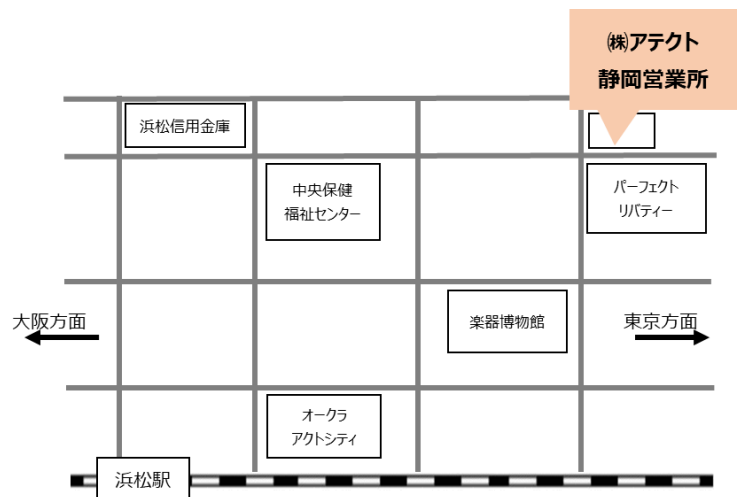 ㈱アテクト
静岡営業所
浜松信用金庫
中央保健
福祉センター
パーフェクト
リバティー
大阪方面
楽器博物館
東京方面
オークラ
アクトシティ
浜松駅